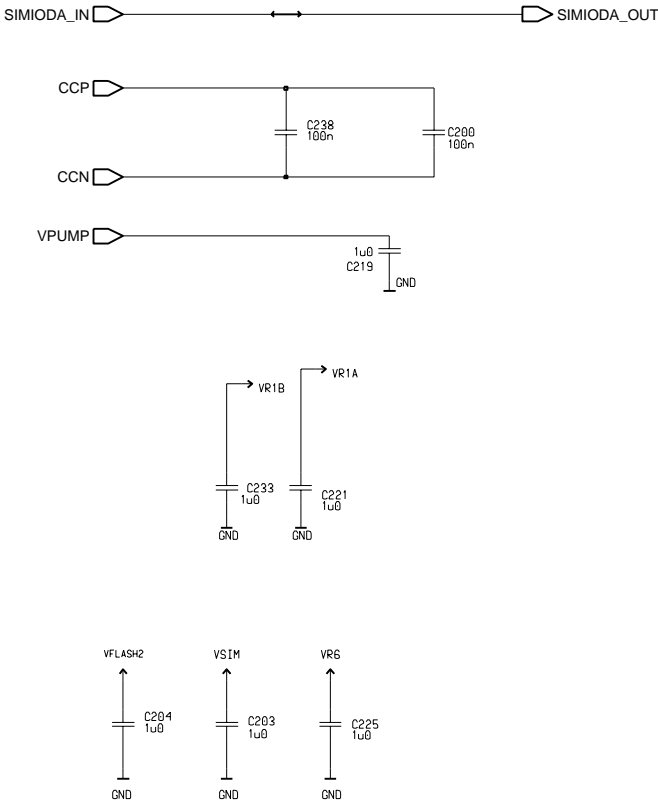 SIMIODA_IN
SIMIODA_OUT
CCP
C238
100n
C200
100n
CCN
VPUMP
1u0
C219
GND
VR1B
VR1A
C233
1u0
C221
1u0
GND
GND
VFLASH2
VSIM
VR6
C204
1u0
C203
1u0
C225
1u0
GND
GND
GND